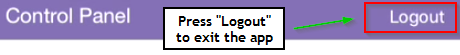 Control Panel
Press "Logout"
to exit the app
Logout